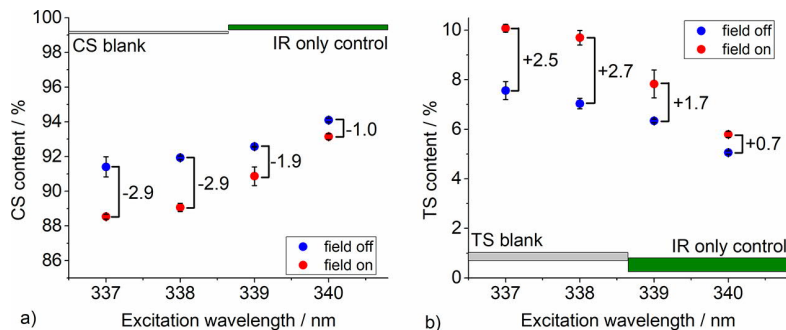 CS blank
IR only control
100
98
96
94
92
90
88
86
CS content / %
-2.9
-2.9
-1.9
-1.0
field off
field on
337
338
339
340
a)
Excitation wavelength / nm
10
8
6
4
2
0
TS content / %
field off
field on
+2.5
+2.7
+1.7
+0.7
TS blank
IR only control
337
338
339
340
b)
Excitation wavelength / nm